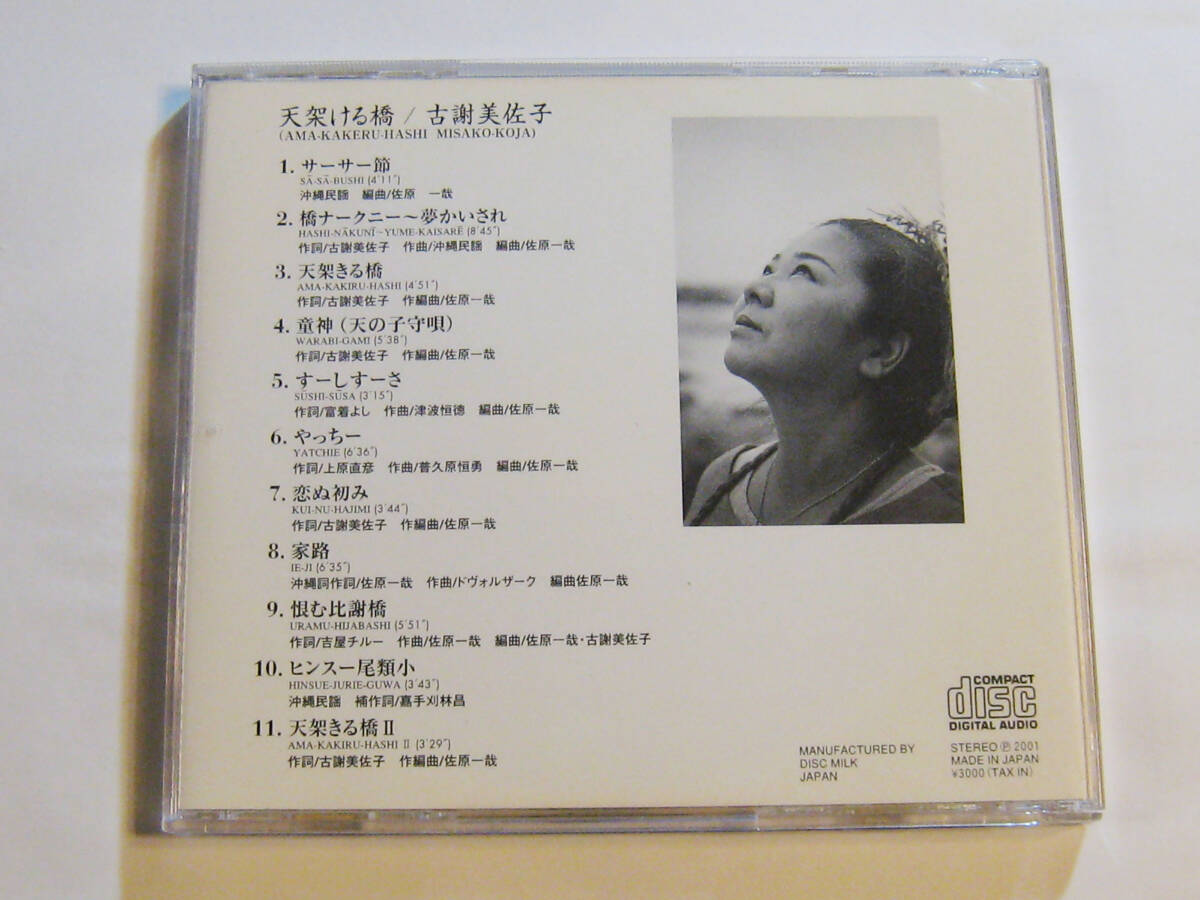 天架ける橋 / 古謝美佐子
(AMA-KAKERU-HASHI MISAKO-KOJA)
1. サーサー節
SĀ-SĀ-BUSHI (4'11")
沖縄民謡 編曲/佐原 一哉
2. 橋ナークニー〜夢かいされ
HASHI-NĀKUNĪ~YUME-KAISARĒ (8'45")
作詞/古謝美佐子 作曲/沖縄民謡 編曲/佐原一哉
3. 天架きる橋
AMA-KAKIRU-HASHI (4'51")
作詞/古謝美佐子 作編曲/佐原一哉
4. 童神(天の子守唄)
WARABI-GAMI (5'38")
作詞/古謝美佐子 作編曲/佐原一哉
5. すーしすーさ
SŪSHI-SŪSA (3'15")
作詞/富着よし 作曲/津波恒徳 編曲/佐原一哉
6. やっちー
YATCHIE (6'36")
作詞/上原直彦 作曲/普久原恒勇 編曲/佐原一哉
7. 恋ぬ初み
KUI-NU-HAJIMI (3'44")
作詞/古謝美佐子 作編曲/佐原一哉
8. 家路
IE-JI (6'35")
沖縄詞作詞/佐原一哉 作曲/ドヴォルザーク 編曲佐原一哉
9. 恨む比謝橋
URAMU-HIJABASHI (5'51")
作詞/吉屋チルー 作曲/佐原一哉 編曲/佐原一哉・古謝美佐子
10. ヒンスー尾類小
HINSUE-JURIE-GUWA (3'43")
沖縄民謡 補作詞/嘉手刈林昌
11. 天架きる橋Ⅱ
AMA-KAKIRU-HASHI Ⅱ (3'29")
作詞/古謝美佐子 作編曲/佐原一哉
MANUFACTURED BY
DISC MILK
JAPAN
COMPACT
disc
DIGITAL AUDIO
STEREO Ⓟ 2001
MADE IN JAPAN
¥3000 (TAX IN)